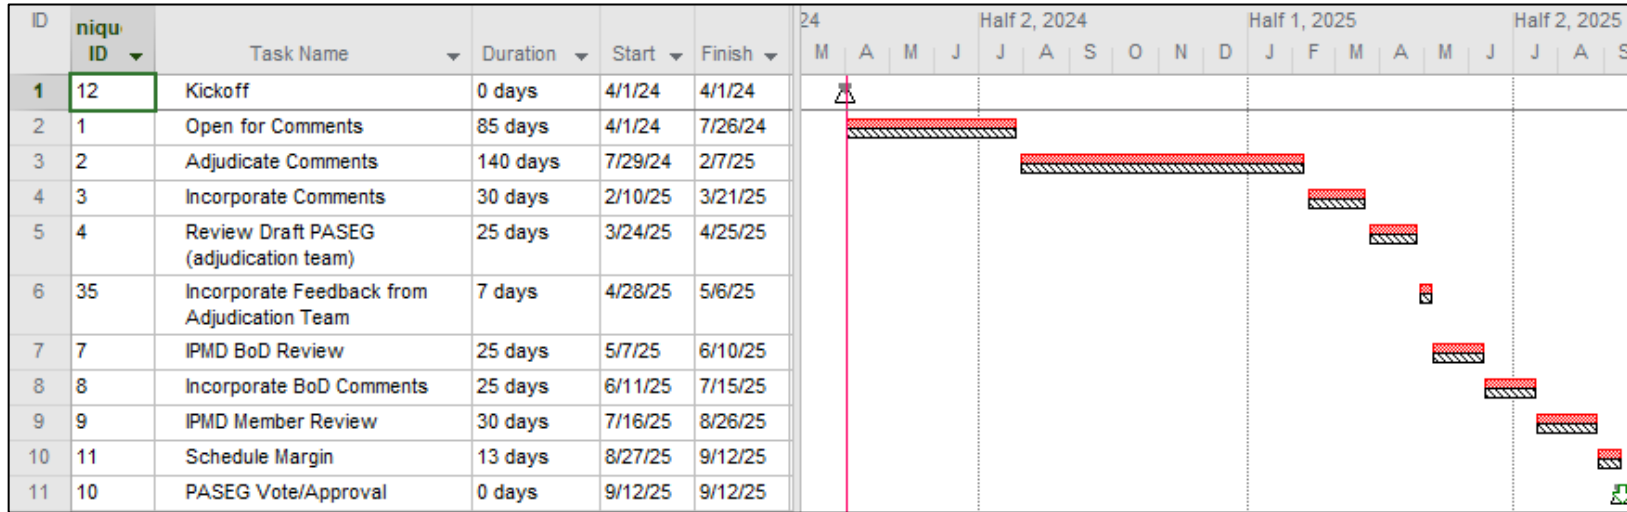 ID niqu ID Task Name Duration Start Finish 24 Half 2, 2024 Half 1, 2025 Half 2, 2025
M A M J J A S O N D J F M A M J J A S
1 12 Kickoff 0 days 4/1/24 4/1/24
2 1 Open for Comments 85 days 4/1/24 7/26/24
3 2 Adjudicate Comments 140 days 7/29/24 2/7/25
4 3 Incorporate Comments 30 days 2/10/25 3/21/25
5 4 Review Draft PASEG 25 days 3/24/25 4/25/25
(adjudication team)
6 35 Incorporate Feedback from 7 days 4/28/25 5/6/25
Adjudication Team
7 7 IPMD BoD Review 25 days 5/7/25 6/10/25
8 8 Incorporate BoD Comments 25 days 6/11/25 7/15/25
9 9 IPMD Member Review 30 days 7/16/25 8/26/25
10 11 Schedule Margin 13 days 8/27/25 9/12/25
11 10 PASEG Vote/Approval 0 days 9/12/25 9/12/25